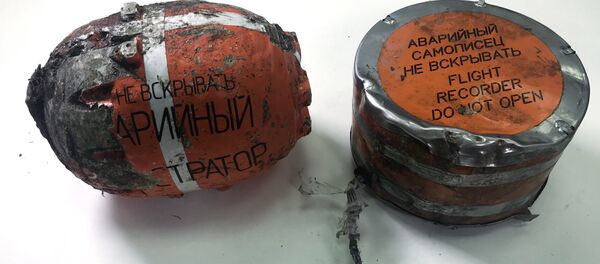 НЕ ВСКРЫВАТЬ
АРИЙНЫЙ
ТРАТОР
АВАРИЙНЫЙ
САМОПИСЕЦ
НЕ ВСКРЫВАТЬ
FLIGHT
RECORDER
DO NOT OPEN